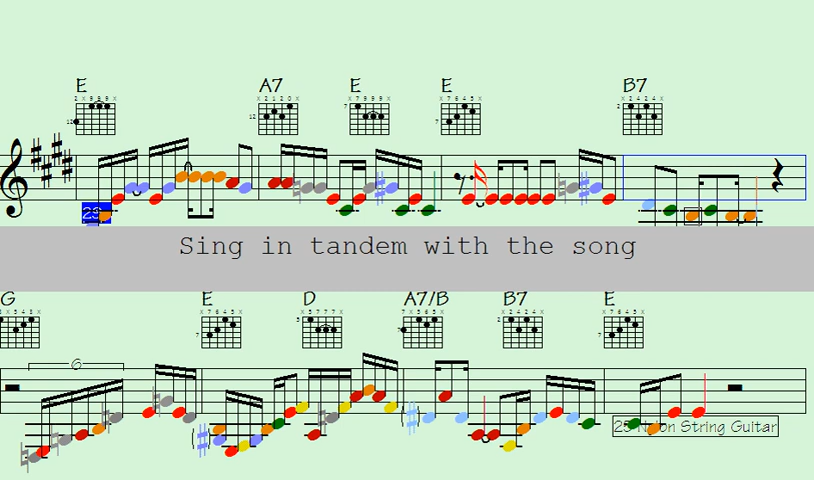 E A7 E E B7
23
Sing in tandem with the song
G E D A7/B B7 E
6
25 Nylon String Guitar